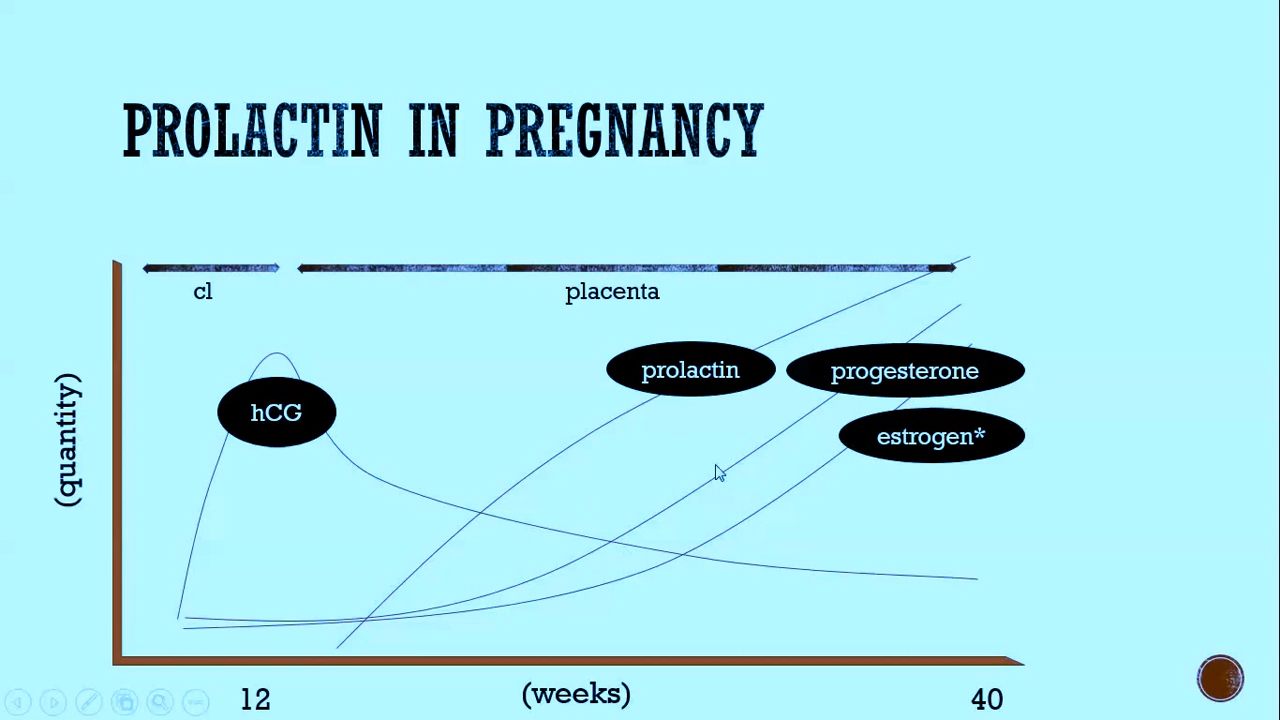 PROLACTIN IN PREGNANCY
cl
placenta
prolactin
progesterone
hCG
estrogen*
(quantity)
12
(weeks)
40